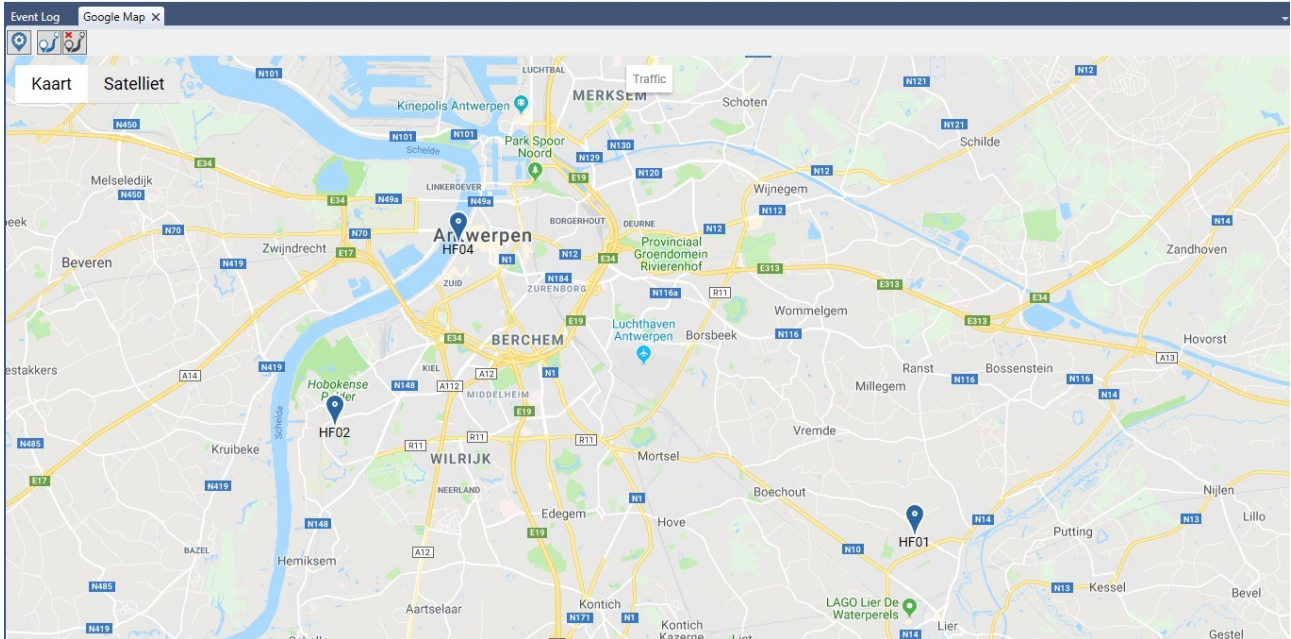 Event Log
Google Map
Kaart
Satelliet
Traffic
N101
N101
LUCHTBAL
MERKSEM
N12
N121
Kinepolis Antwerpen
Schoten
N450
N101
N101
Schelde
Park Spoor
Noord
N130
N129
N121
Schilde
E34
N120
N12
Melseledijk
N450
E19
LINKEROEVER
Wijnegem
E34
N49a
N49a
N112
BORGERHOUT
DEURNE
N12
N14
beek
N70
N70
Antwerpen
HF04
Zwijndrecht
E17
N419
Beveren
N1
N12
E34
Provinciaal
Groendomein
Rivierenhof
E313
Zandhoven
N184
ZUID
ZURENBORG
N116a
R11
E313
E34
Wommelgem
E19
Luchthaven
Antwerpen
Borsbeek
N116
E313
E34
BERCHEM
Hovorst
A13
N419
KIEL
A12
N1
Ranst
Bossenstein
estakkers
A14
Hobokense
Polder
N148
A112
MIDDELHEIM
Millegem
N116
N116
N14
HF02
E19
N485
Kruibeke
Schelde
R11
R11
R11
Vremde
WILRIJK
Mortsel
E17
N419
NEERLAND
N1
Boechout
Nijlen
N148
Edegem
Hove
HF01
N14
N13
Lillo
Putting
E19
BAZEL
Hemiksem
A12
N10
N485
N13
Kessel
Bevel
Aartselaar
Kontich
LAGO Lier De
Waterperels
N419
N171
N1
Kontich
Kazerne
Lint
N14
Lier
Gestel